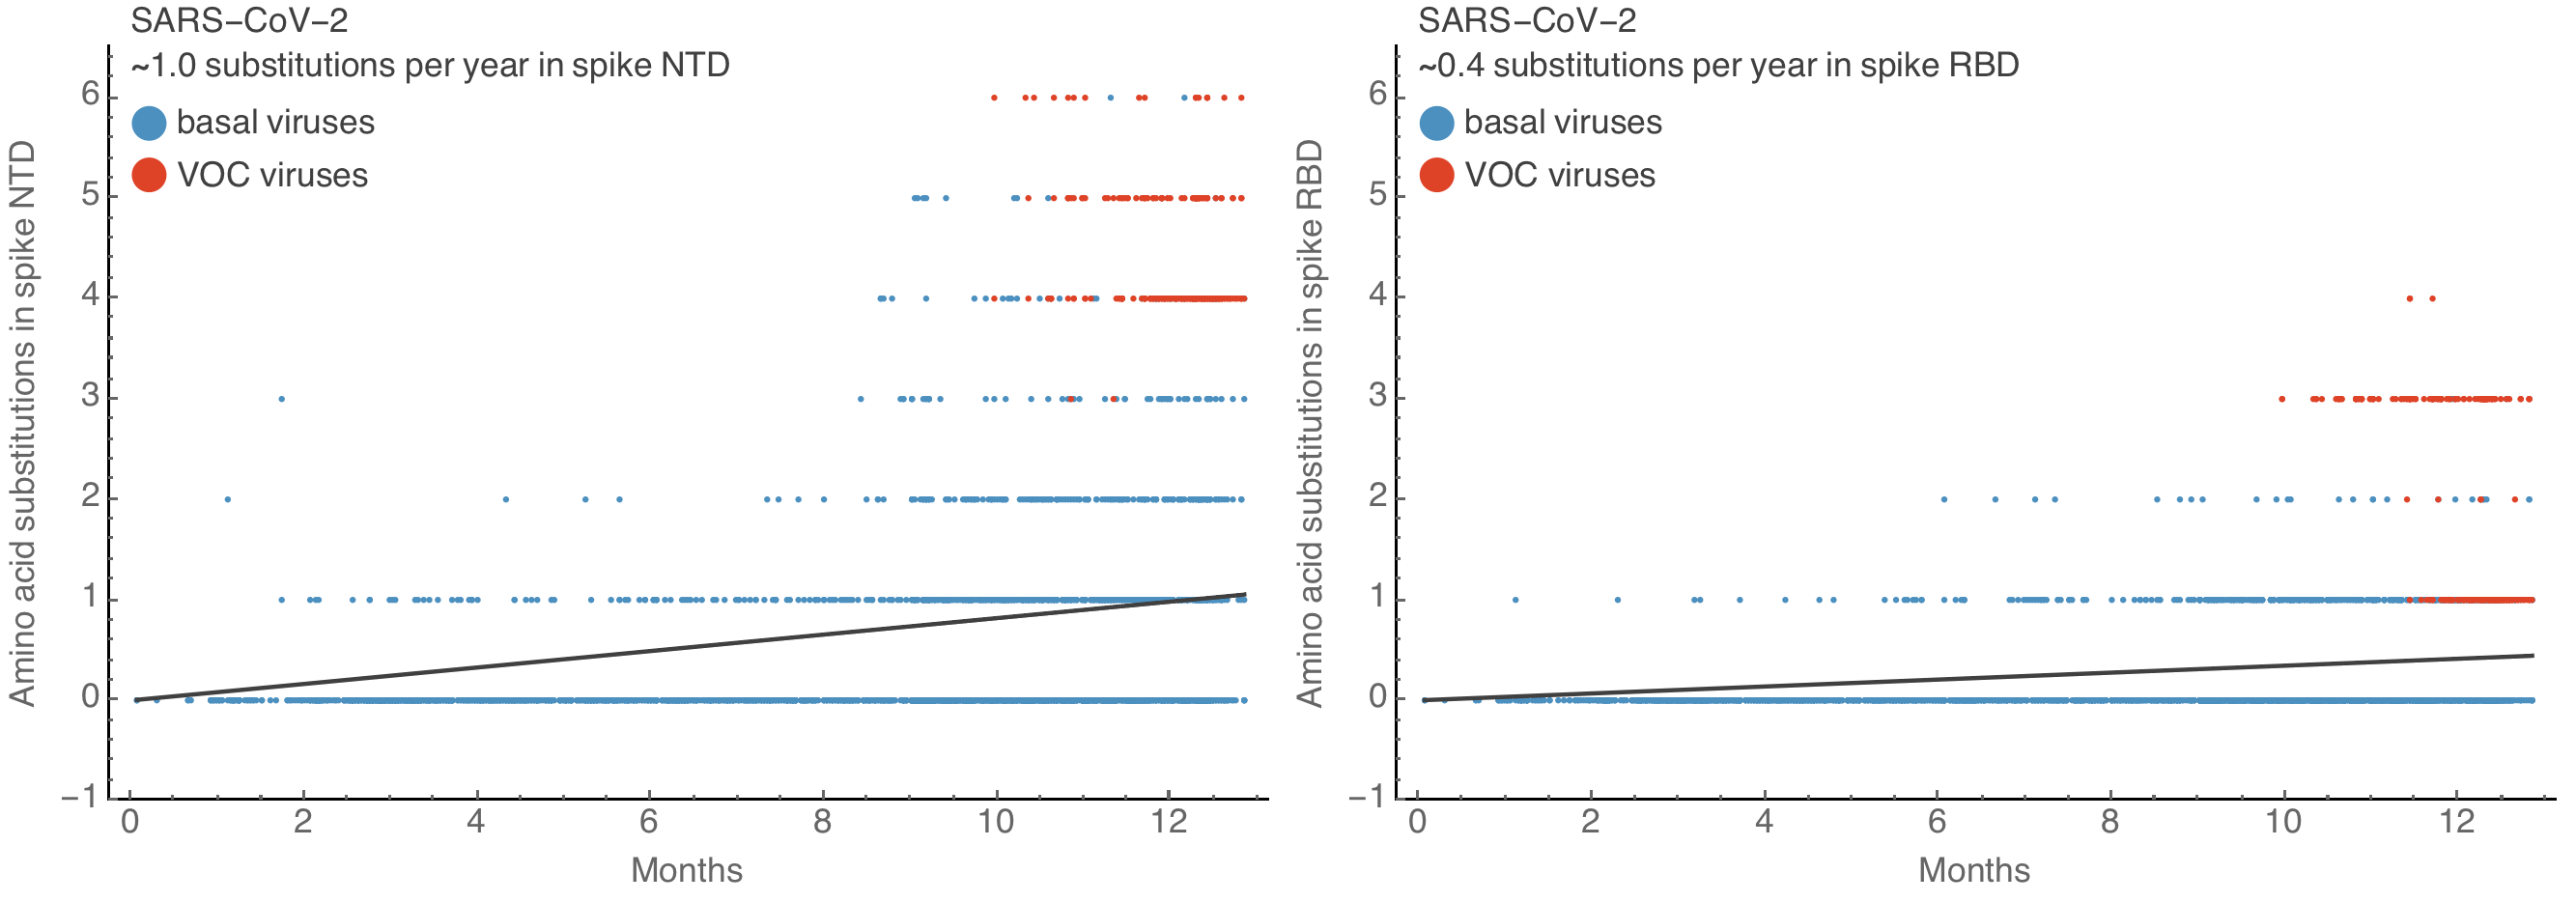 SARS−CoV−2
~1.0 substitutions per year in spike NTD
basal viruses
VOC viruses
Amino acid substitutions in spike NTD
6
5
4
3
2
1
0
−1
0 2 4 6 8 10 12
Months
SARS−CoV−2
~0.4 substitutions per year in spike RBD
basal viruses
VOC viruses
Amino acid substitutions in spike RBD
6
5
4
3
2
1
0
−1
0 2 4 6 8 10 12
Months